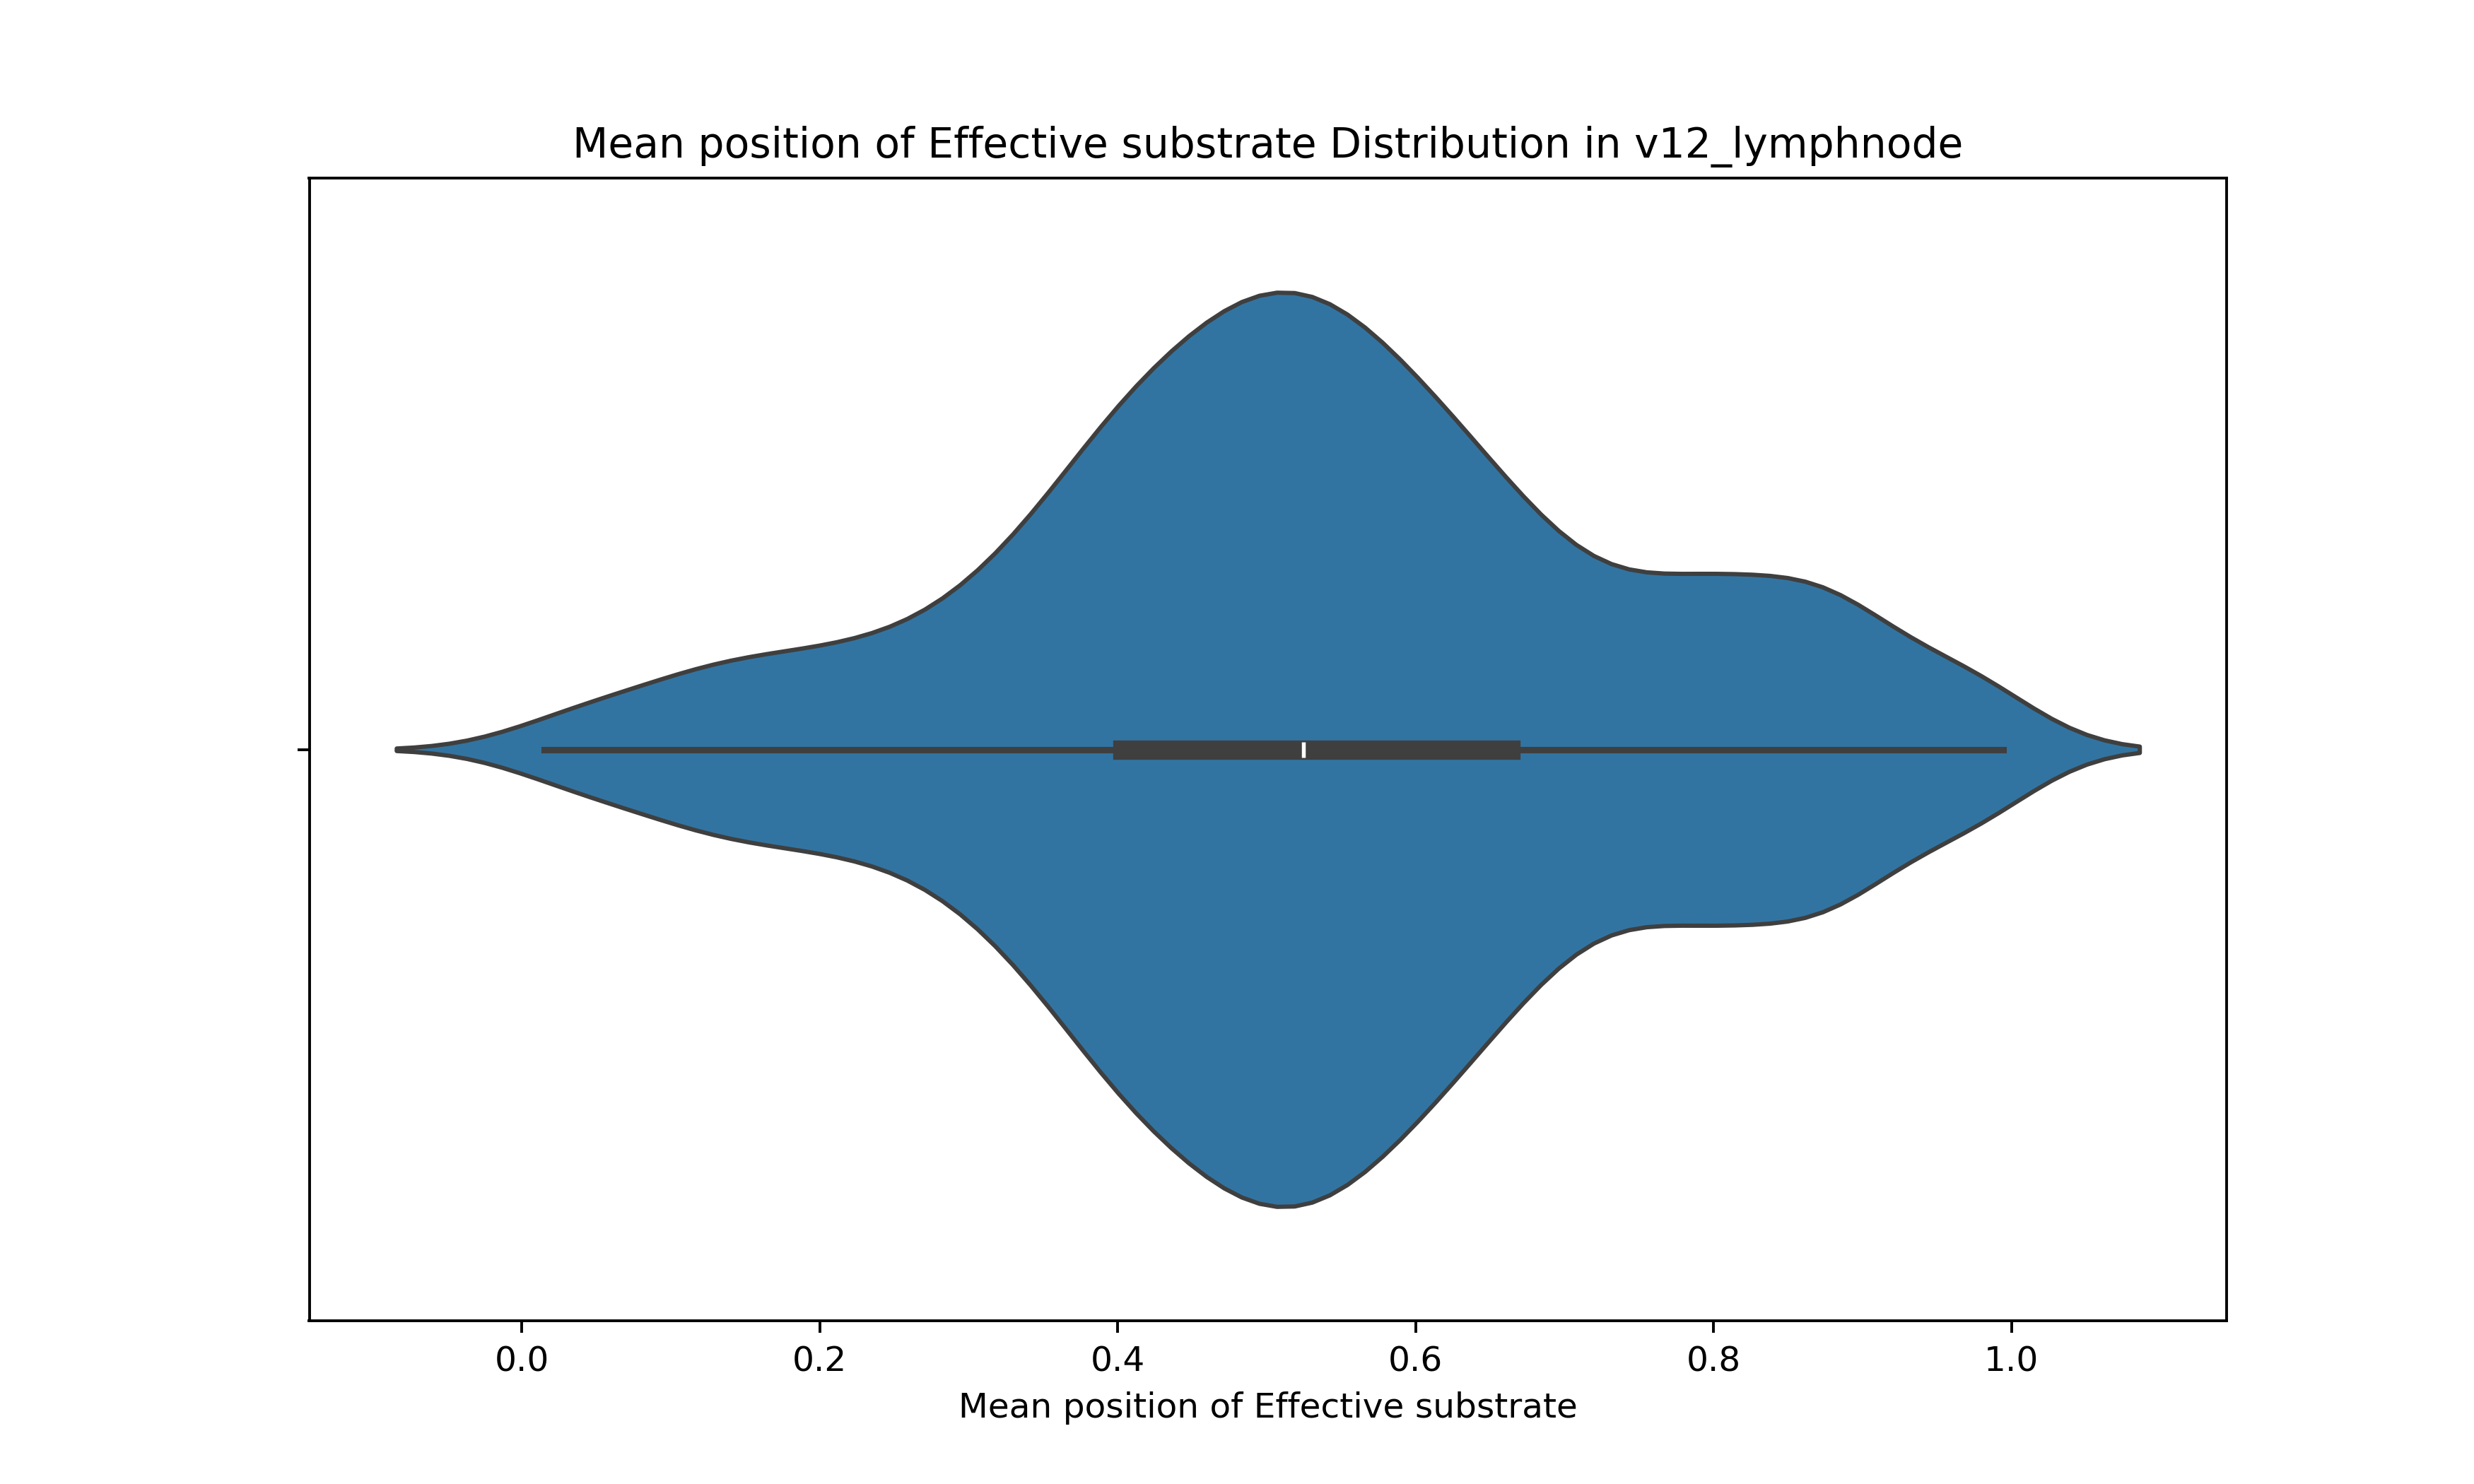 Mean position of Effective substrate Distribution in v12_lymphnode
0.0 0.2 0.4 0.6 0.8 1.0
Mean position of Effective substrate